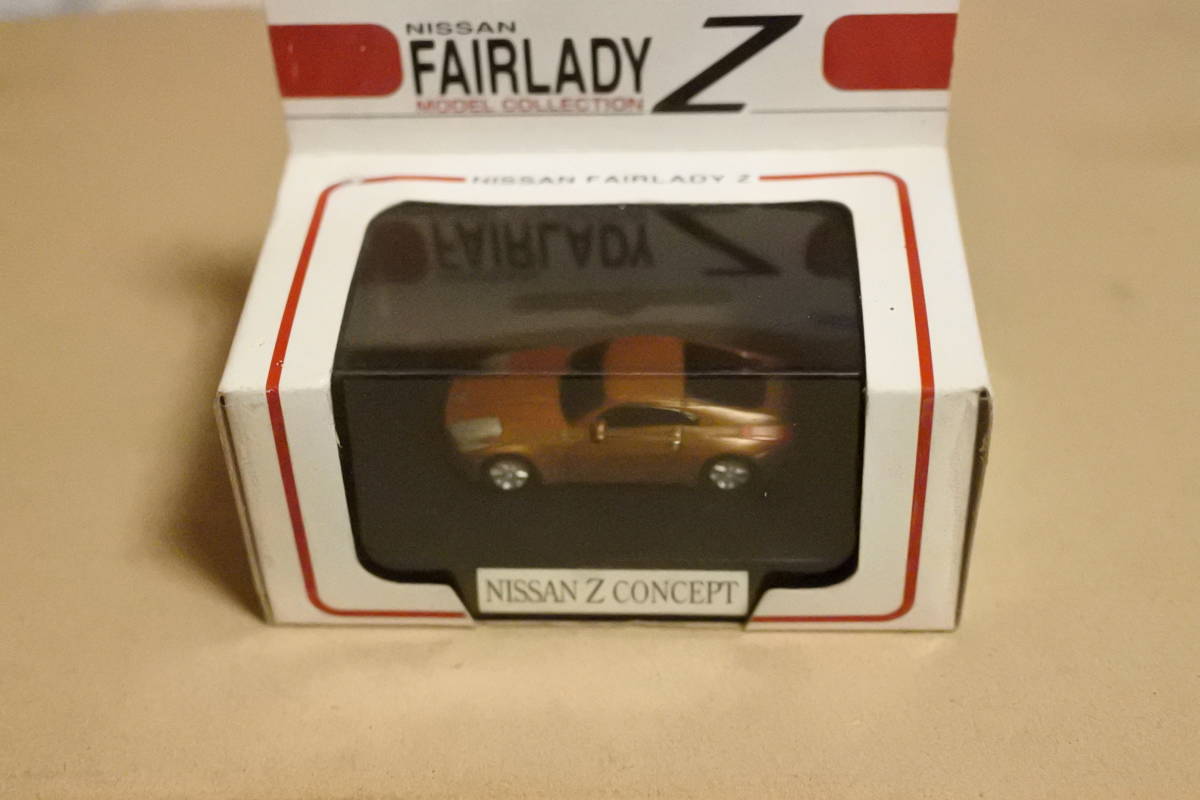 NISSAN
FAIRLADY Z
MODEL COLLECTION
NISSAN FAIRLADY Z
FAIRLADY Z
NISSAN Z CONCEPT